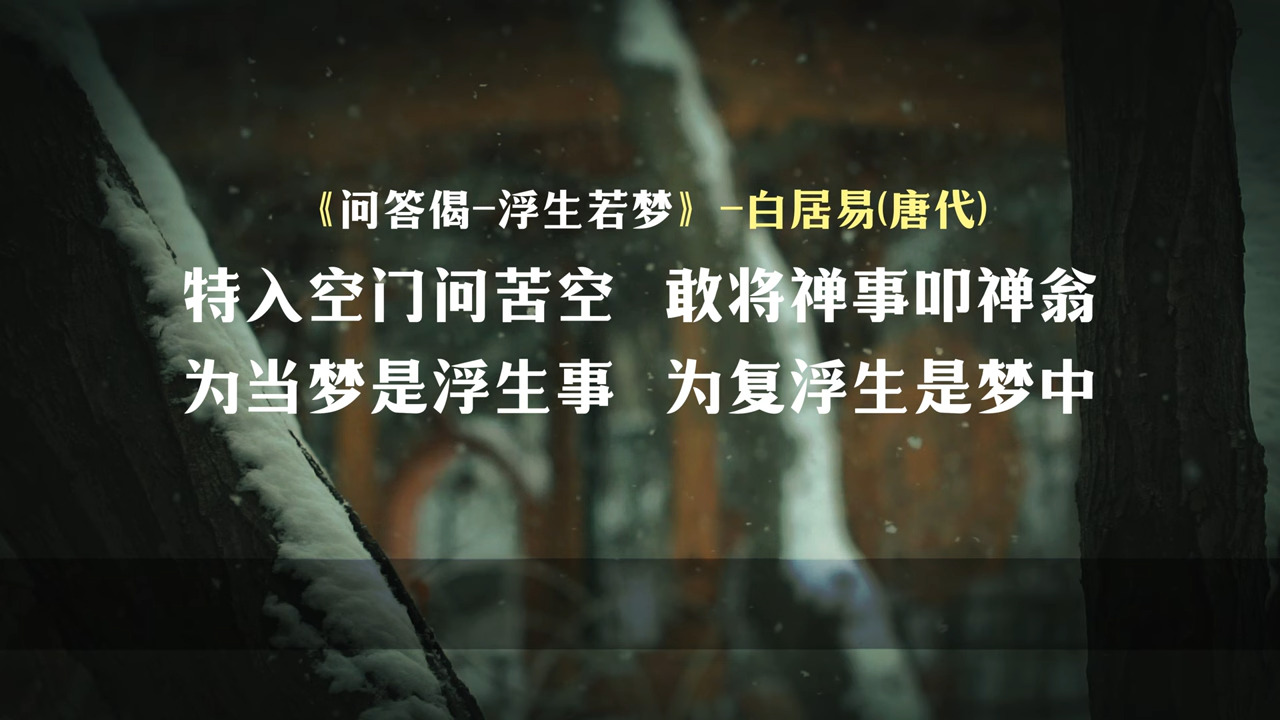 《问答偈-浮生若梦》-白居易(唐代)
特入空门问苦空 敢将禅事叩禅翁
为当梦是浮生事 为复浮生是梦中